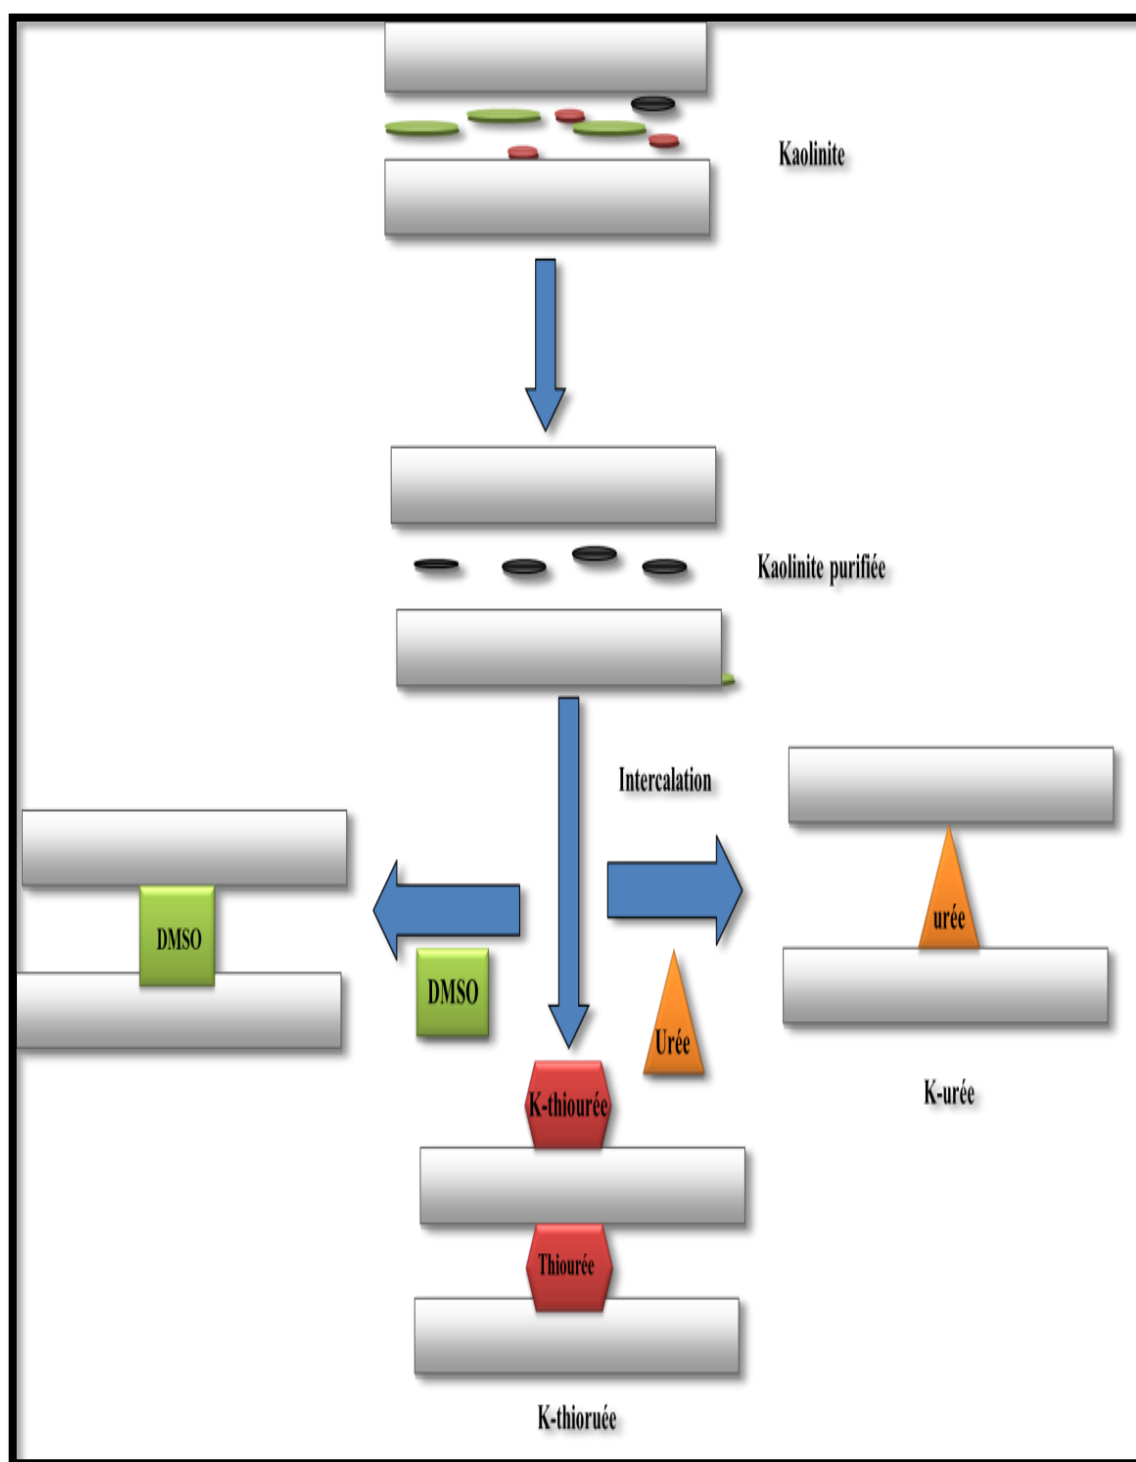 Kaolinite
Kaolinite purifiée
Intercalation
DMSO
urée
DMSO
Urée
K-thiourée
K-urée
Thiourée
K-thioruée